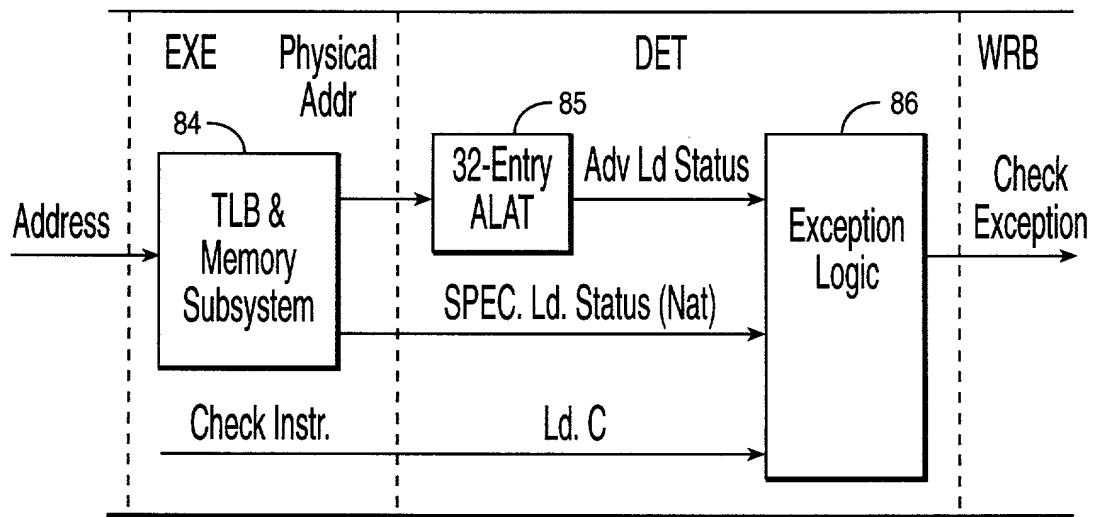 EXE
Physical
Addr
DET
WRB
84
85
86
Address
TLB &
Memory
Subsystem
32-Entry
ALAT
Adv Ld Status
Exception
Logic
Check
Exception
SPEC. Ld. Status (Nat)
Check Instr.
Ld. C